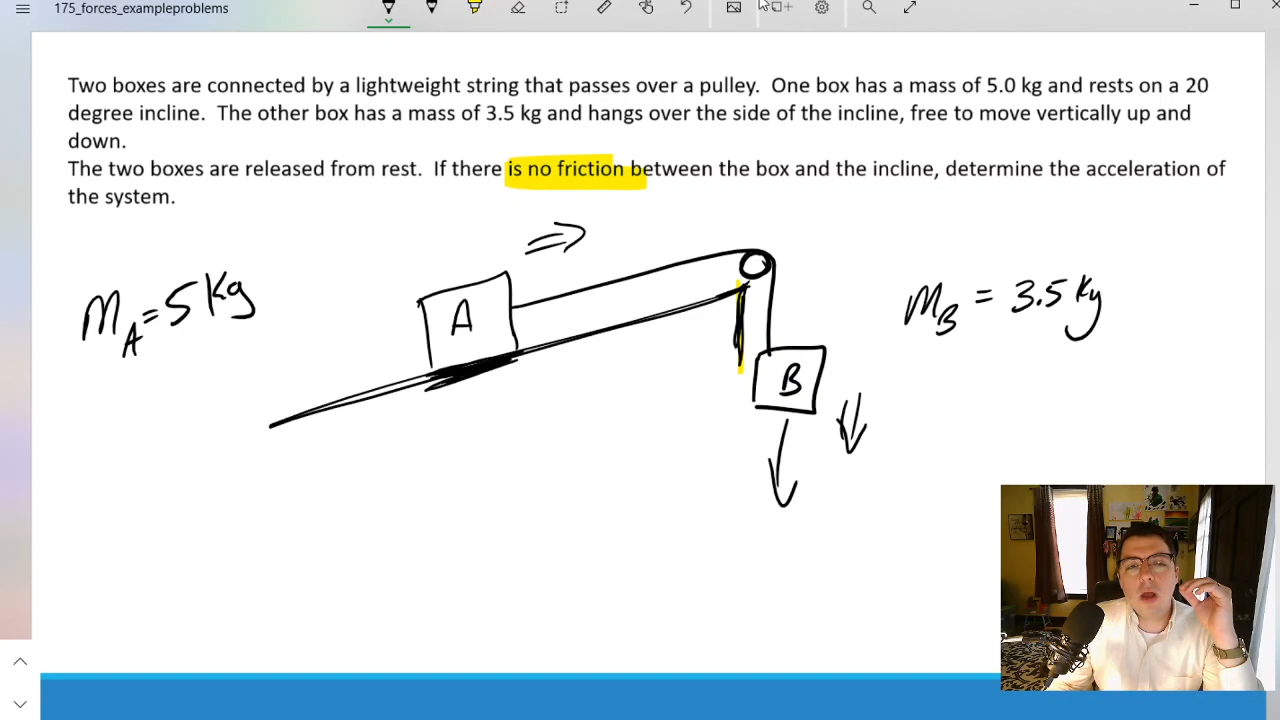 175_forces_exampleproblems
Two boxes are connected by a lightweight string that passes over a pulley. One box has a mass of 5.0 kg and rests on a 20
degree incline. The other box has a mass of 3.5 kg and hangs over the side of the incline, free to move vertically up and
down.
The two boxes are released from rest. If there is no friction between the box and the incline, determine the acceleration of
the system.
M_A = 5 kg
A
B
M_B = 3.5 kg